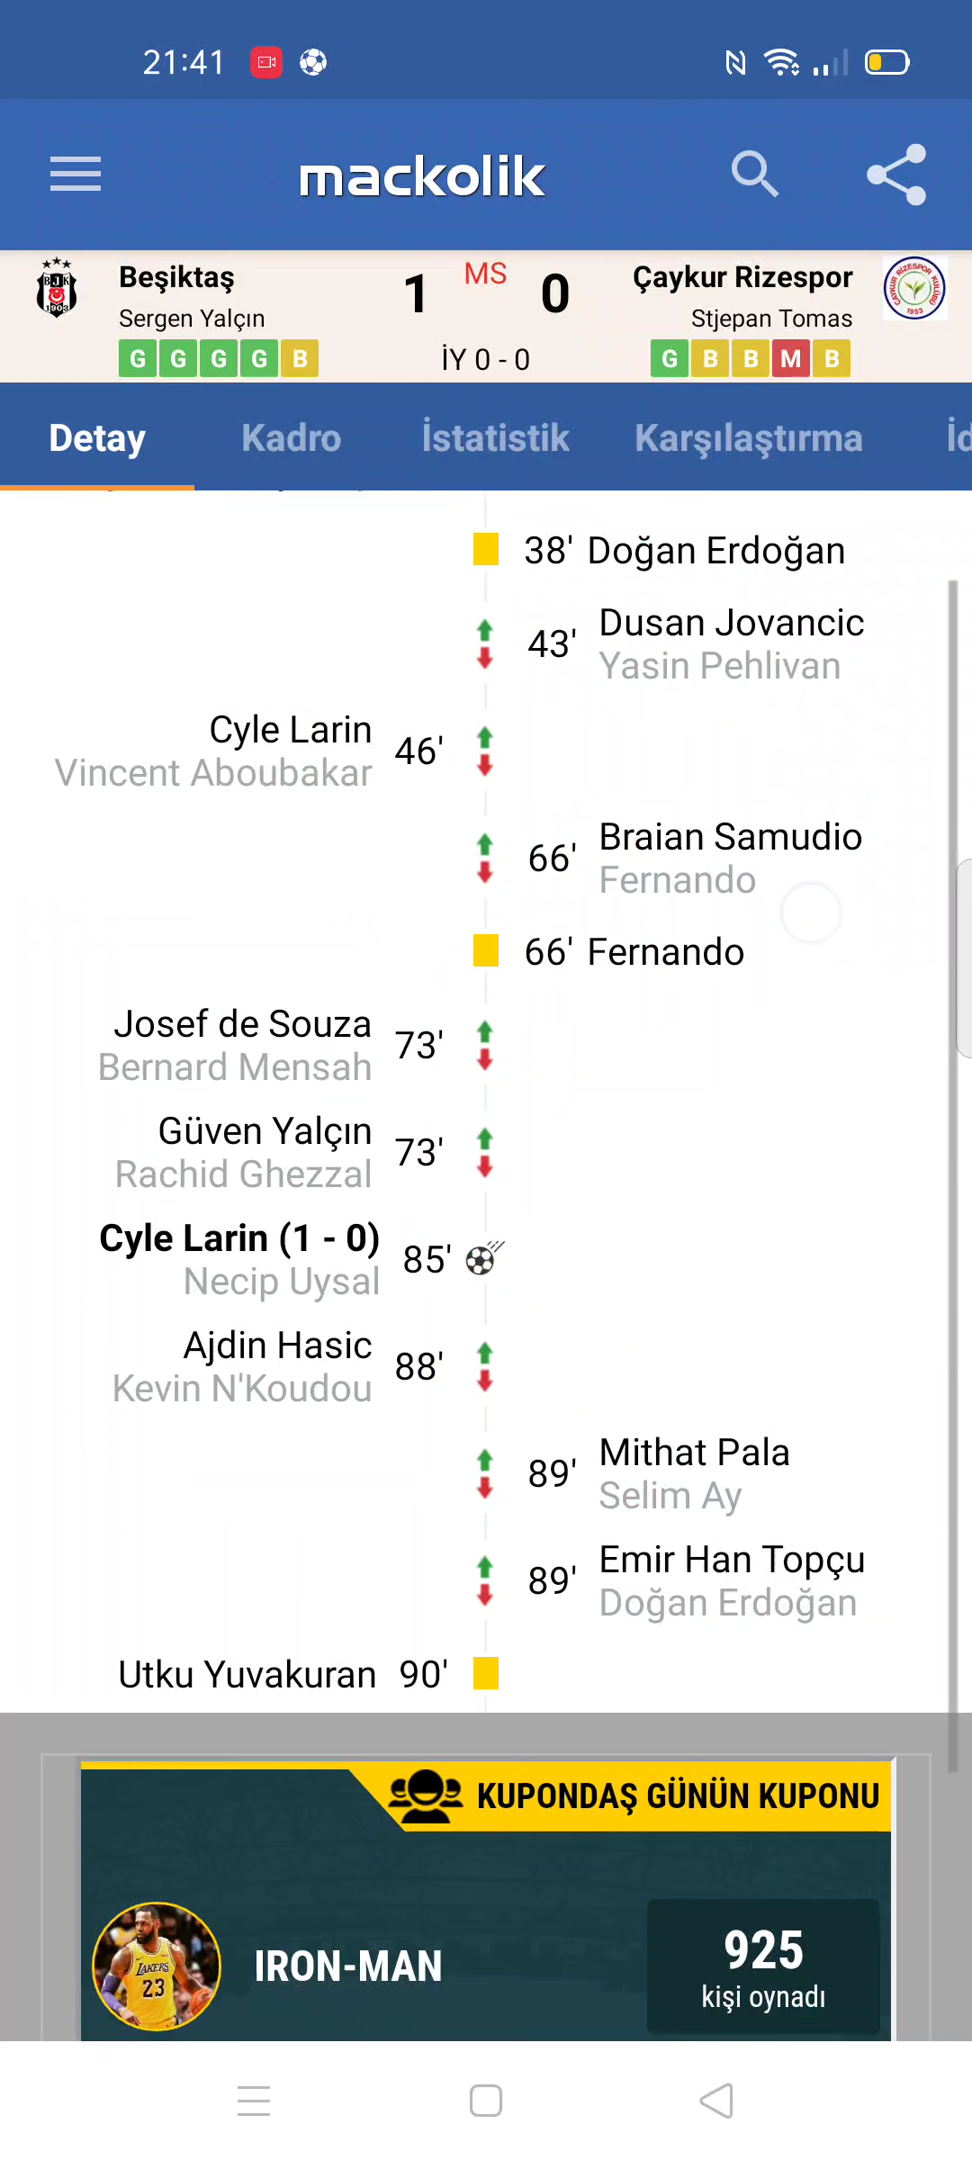 21:41
mackolik
Beşiktaş 1 MS 0 Çaykur Rizespor
Sergen Yalçın Stjepan Tomas
G G G G B İY 0 - 0 G B B M B
Detay Kadro İstatistik Karşılaştırma İd
38' Doğan Erdoğan
43' Dusan Jovancic
Yasin Pehlivan
Cyle Larin 46'
Vincent Aboubakar
66' Braian Samudio
Fernando
66' Fernando
Josef de Souza 73'
Bernard Mensah
Güven Yalçın 73'
Rachid Ghezzal
Cyle Larin (1 - 0) 85'
Necip Uysal
Ajdin Hasic 88'
Kevin N'Koudou
89' Mithat Pala
Selim Ay
89' Emir Han Topçu
Doğan Erdoğan
Utku Yuvakuran 90'
KUPONDAŞ GÜNÜN KUPONU
IRON-MAN
925
kişi oynadı
LAKERS
23